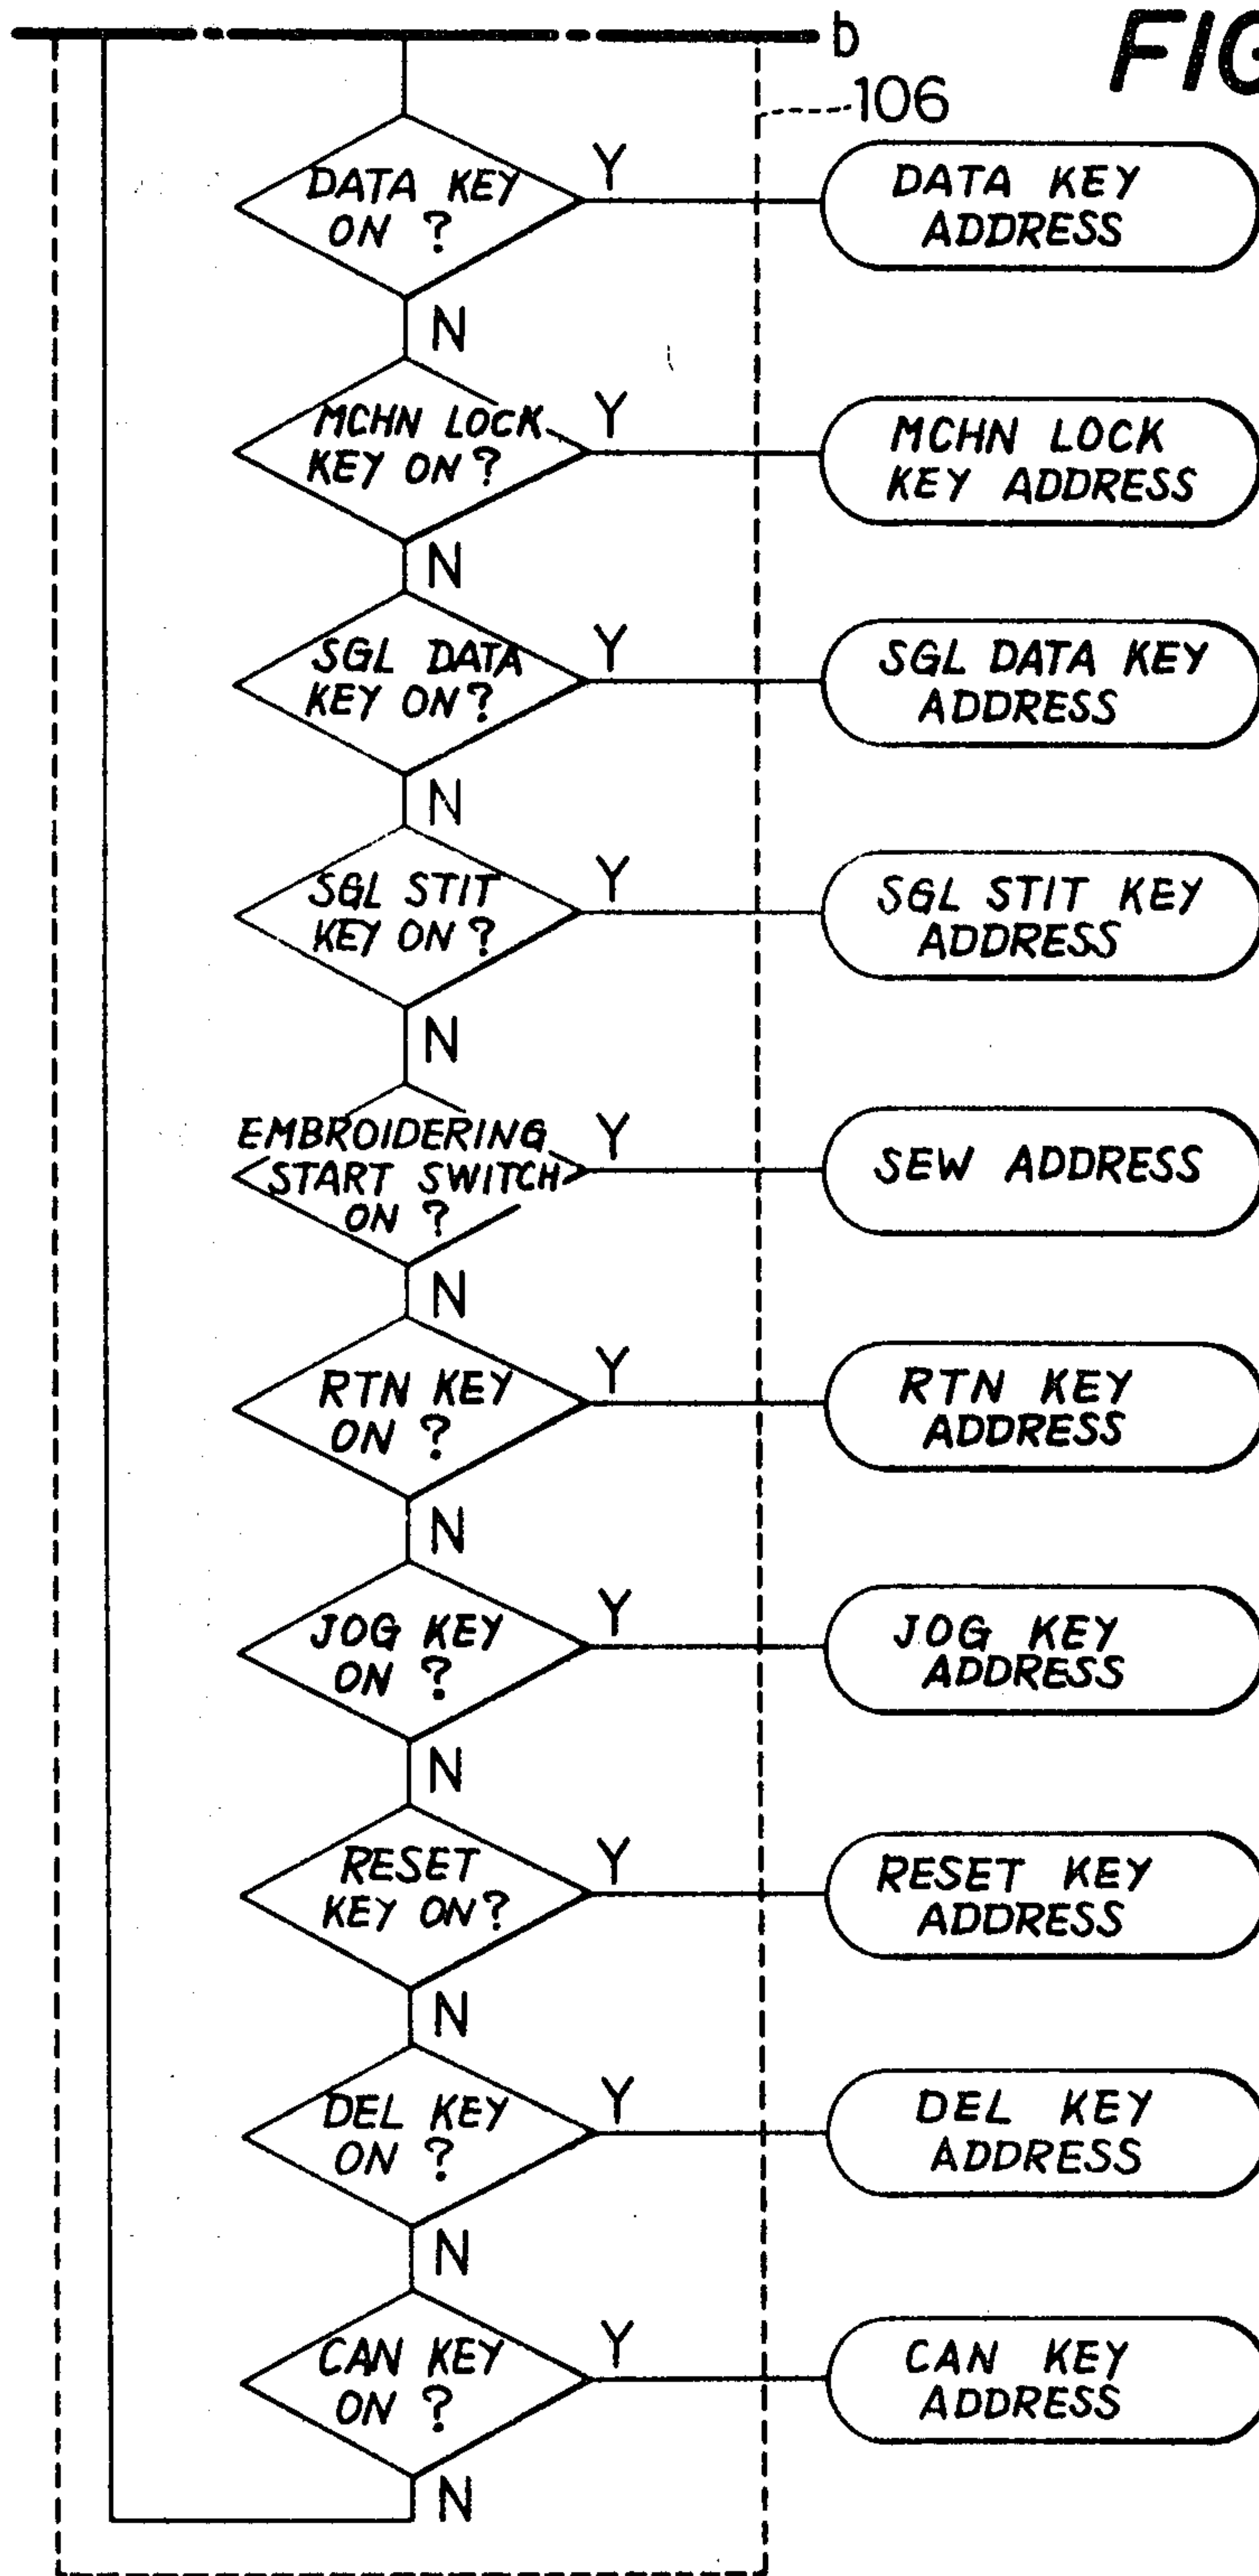 b
FIG
106
DATA KEY
ON ?
Y
DATA KEY
ADDRESS
N
MCHN LOCK
KEY ON ?
Y
MCHN LOCK
KEY ADDRESS
N
SGL DATA
KEY ON ?
Y
SGL DATA KEY
ADDRESS
N
SGL STIT
KEY ON ?
Y
SGL STIT KEY
ADDRESS
N
EMBROIDERING
START SWITCH
ON ?
Y
SEW ADDRESS
N
RTN KEY
ON ?
Y
RTN KEY
ADDRESS
N
JOG KEY
ON ?
Y
JOG KEY
ADDRESS
N
RESET
KEY ON ?
Y
RESET KEY
ADDRESS
N
DEL KEY
ON ?
Y
DEL KEY
ADDRESS
N
CAN KEY
ON ?
Y
CAN KEY
ADDRESS
N